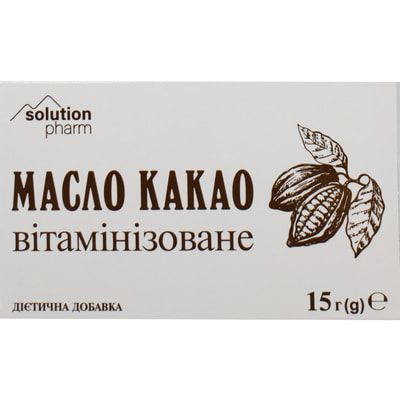 solution
pharm
МАСЛО КАКАО
вітамінізоване
ДІЄТИЧНА ДОБАВКА
15 г (g) ℮